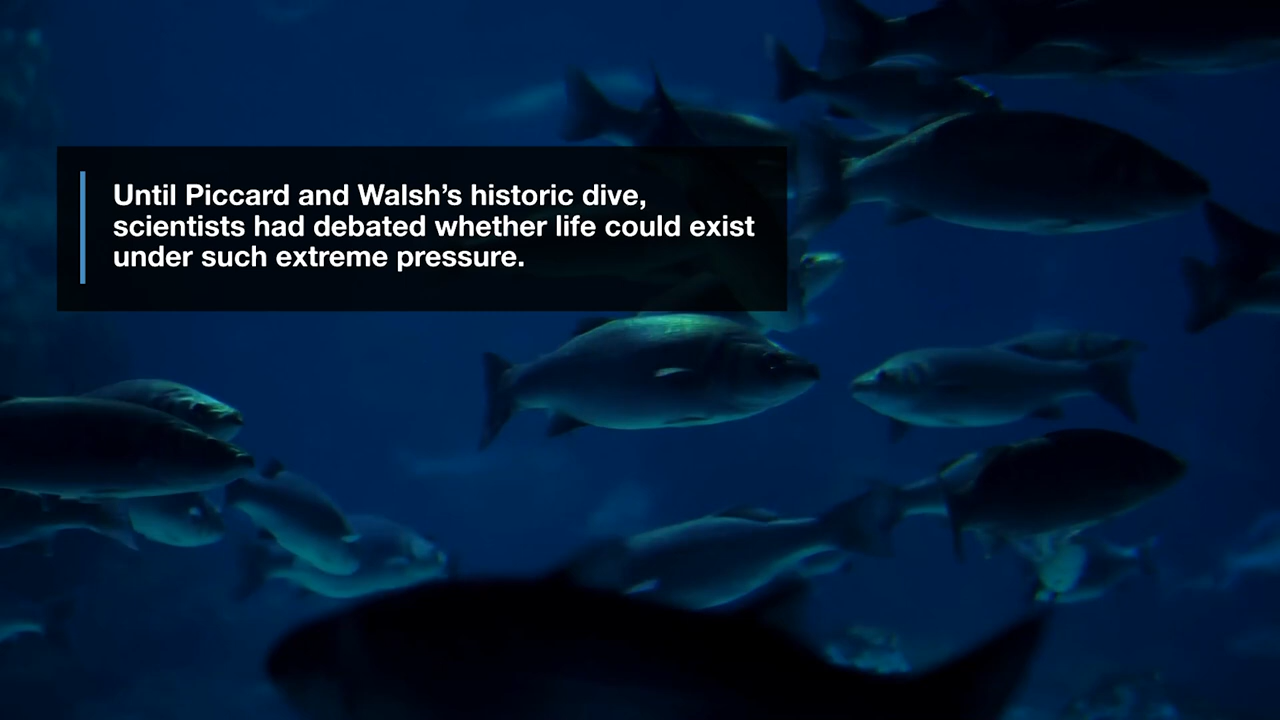 Until Piccard and Walsh’s historic dive,
scientists had debated whether life could exist
under such extreme pressure.